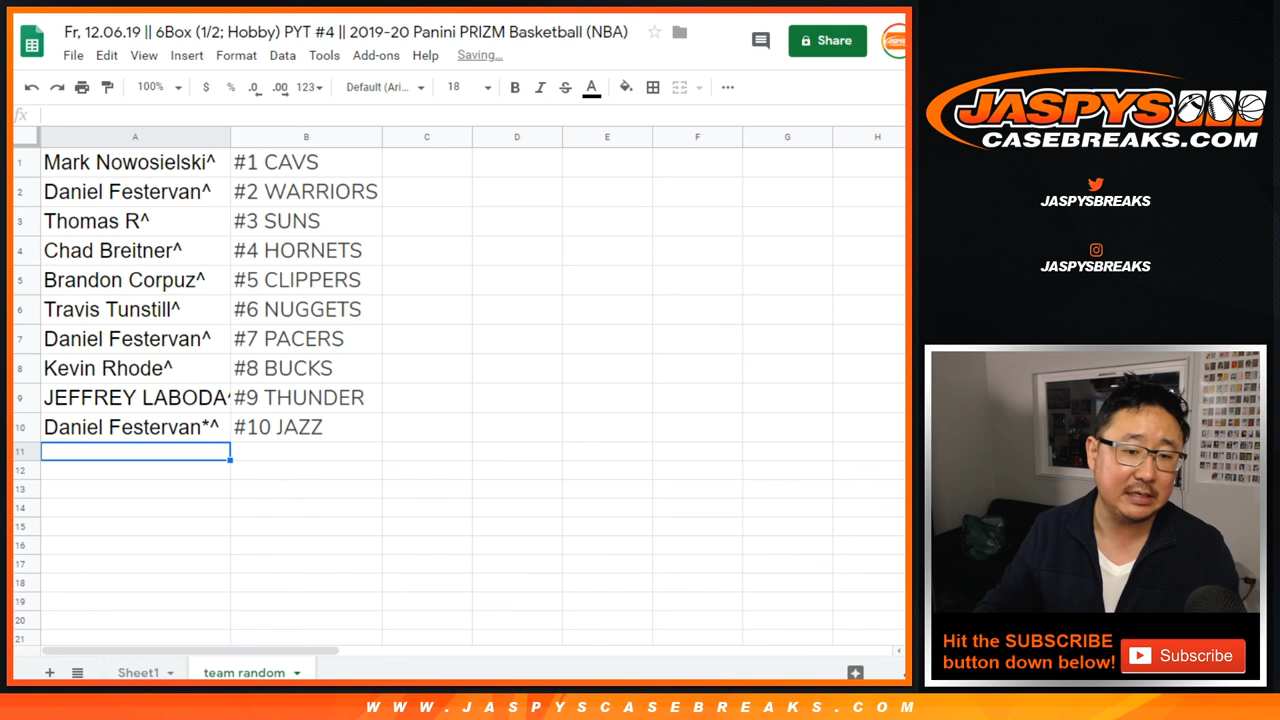 Fr, 12.06.19 || 6Box (1/2; Hobby) PYT #4 || 2019-20 Panini PRIZM Basketball (NBA)
File Edit View Insert Format Data Tools Add-ons Help Saving...
Share
100% $ % .0 .00 123 Default (Ari... 18 B I S A
fx
A B C D E F G H
1 Mark Nowosielski^ #1 CAVS
2 Daniel Festervan^ #2 WARRIORS
3 Thomas R^ #3 SUNS
4 Chad Breitner^ #4 HORNETS
5 Brandon Corpuz^ #5 CLIPPERS
6 Travis Tunstill^ #6 NUGGETS
7 Daniel Festervan^ #7 PACERS
8 Kevin Rhode^ #8 BUCKS
9 JEFFREY LABODA^ #9 THUNDER
10 Daniel Festervan*^ #10 JAZZ
11
12
13
14
15
16
17
18
19
20
21
Sheet1 team random
JASPYS
CASEBREAKS.COM
JASPYSBREAKS
JASPYSBREAKS
Hit the SUBSCRIBE
button down below!
Subscribe
WWW.JASPYSCASEBREAKS.COM